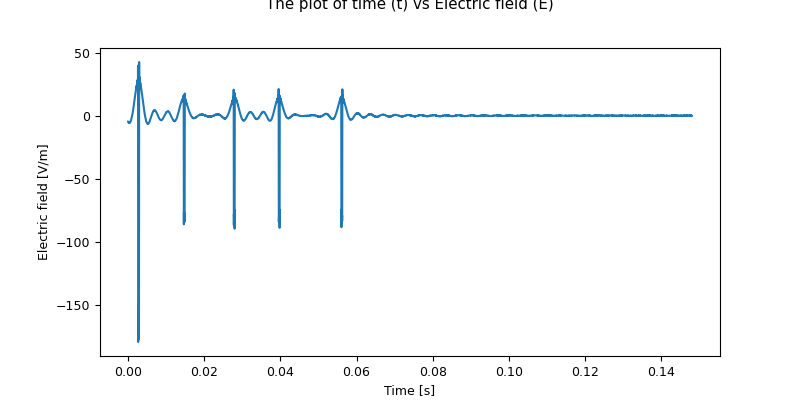 The plot of time (t) vs Electric field (E)
50
0
−50
−100
−150
Electric field [V/m]
0.00 0.02 0.04 0.06 0.08 0.10 0.12 0.14
Time [s]